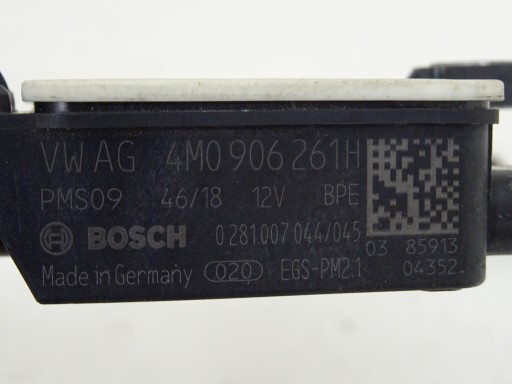 VW AG 4M0 906 261H
PMS09 46/18 12V BPE
BOSCH 0 281.007 044/045
03 85913
Made in Germany 020 EGS-PM2.1
04352